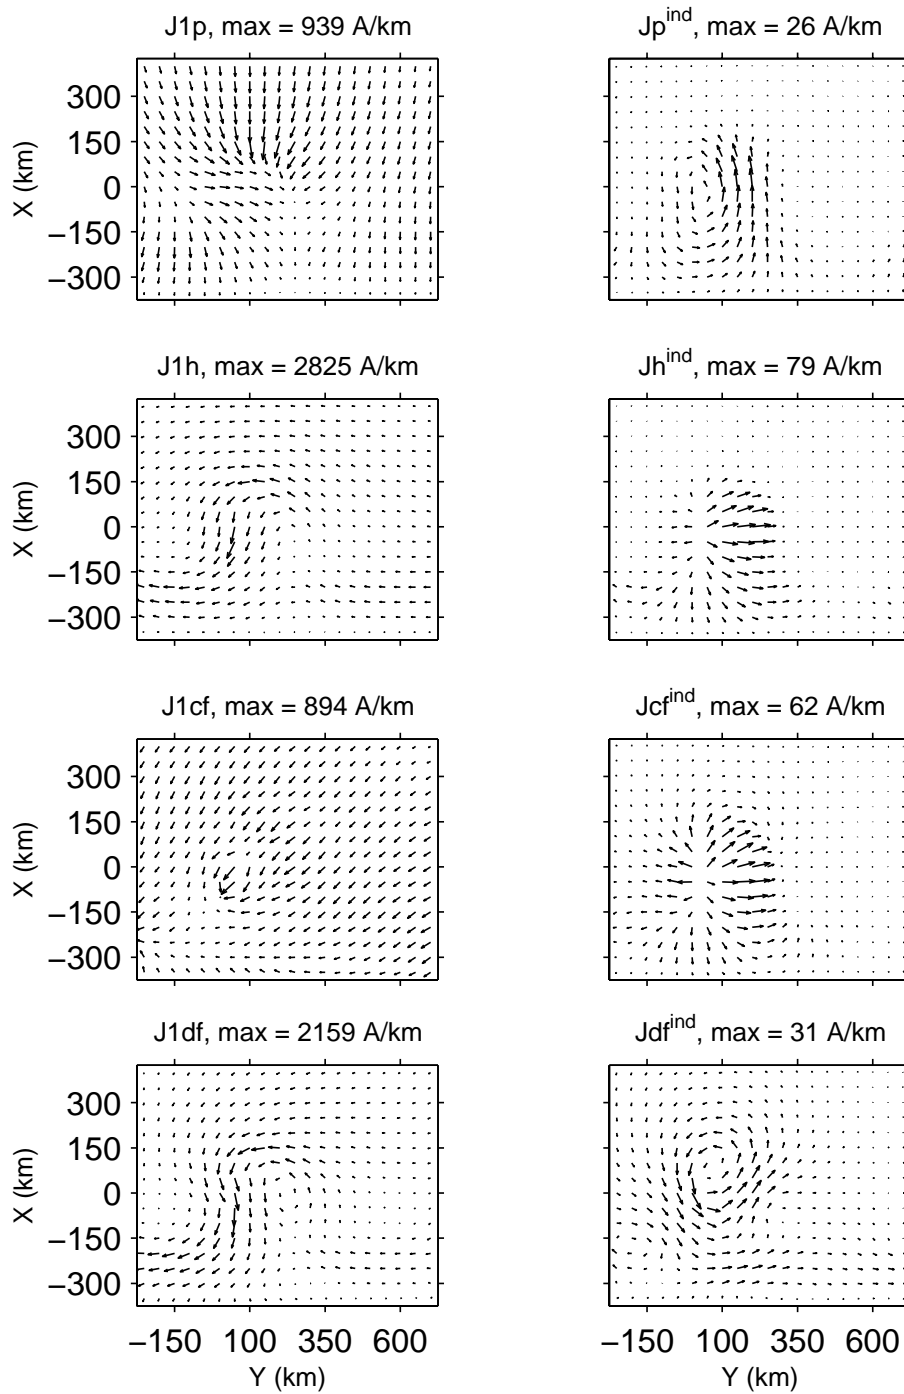 J1p, max = 939 A/km
Jp^ind, max = 26 A/km
300
150
0
−150
−300
X (km)
J1h, max = 2825 A/km
Jh^ind, max = 79 A/km
300
150
0
−150
−300
X (km)
J1cf, max = 894 A/km
Jcf^ind, max = 62 A/km
300
150
0
−150
−300
X (km)
J1df, max = 2159 A/km
Jdf^ind, max = 31 A/km
300
150
0
−150
−300
X (km)
−150 100 350 600
−150 100 350 600
Y (km)
Y (km)